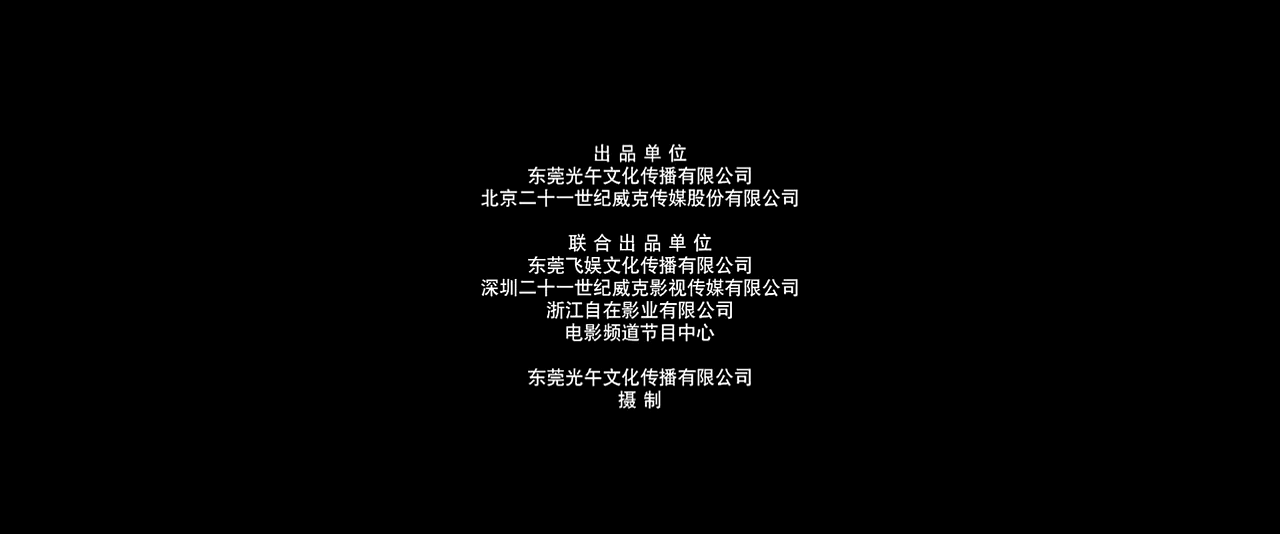 出品单位
东莞光午文化传播有限公司
北京二十一世纪威克传媒股份有限公司
联合出品单位
东莞飞娱文化传播有限公司
深圳二十一世纪威克影视传媒有限公司
浙江自在影业有限公司
电影频道节目中心
东莞光午文化传播有限公司
摄制